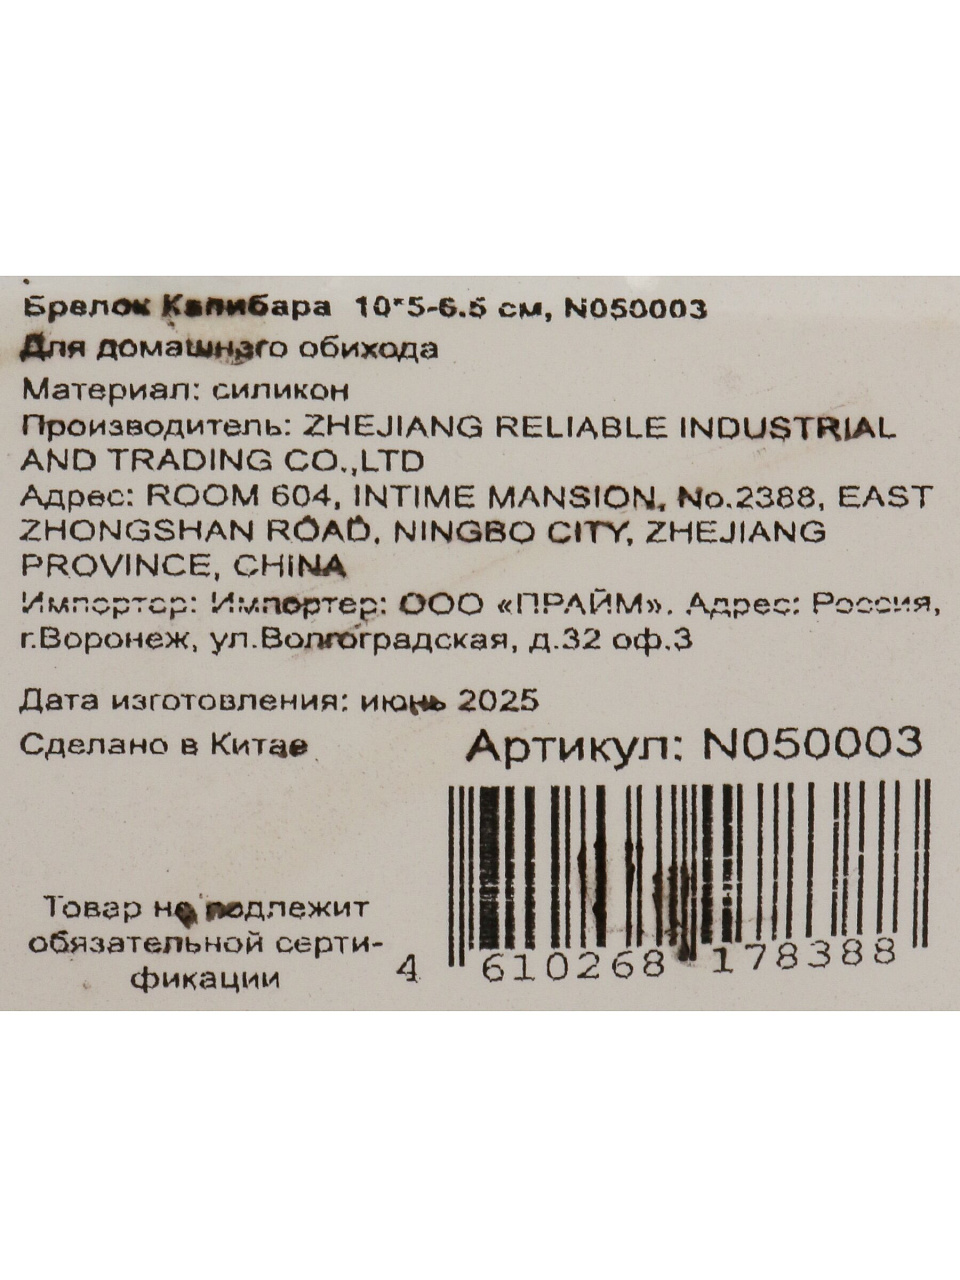 Брелок Капибара 10*5-6.5 см, N050003
Для домашнего обихода
Материал: силикон
Производитель: ZHEJIANG RELIABLE INDUSTRIAL
AND TRADING CO.,LTD
Адрес: ROOM 604, INTIME MANSION, No.2388, EAST
ZHONGSHAN ROAD, NINGBO CITY, ZHEJIANG
PROVINCE, CHINA
Импортер: Импортер: ООО «ПРАЙМ». Адрес: Россия,
г.Воронеж, ул.Волгоградская, д.32 оф.3
Дата изготовления: июнь 2025
Сделано в Китае
Артикул: N050003
Товар не подлежит
обязательной серти-
фикации
4 610268 178388